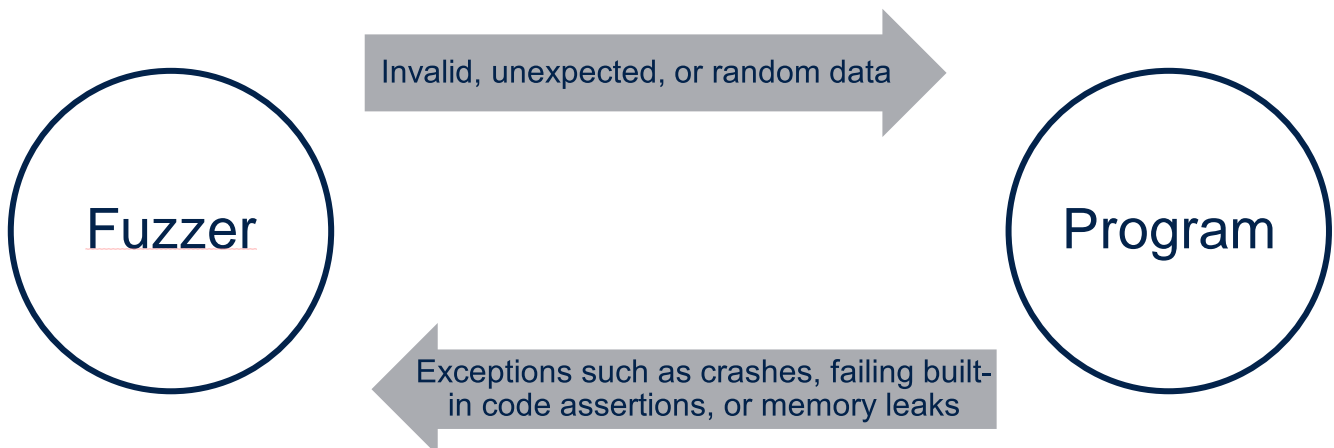 Invalid, unexpected, or random data
Fuzzer
Program
Exceptions such as crashes, failing built-
in code assertions, or memory leaks